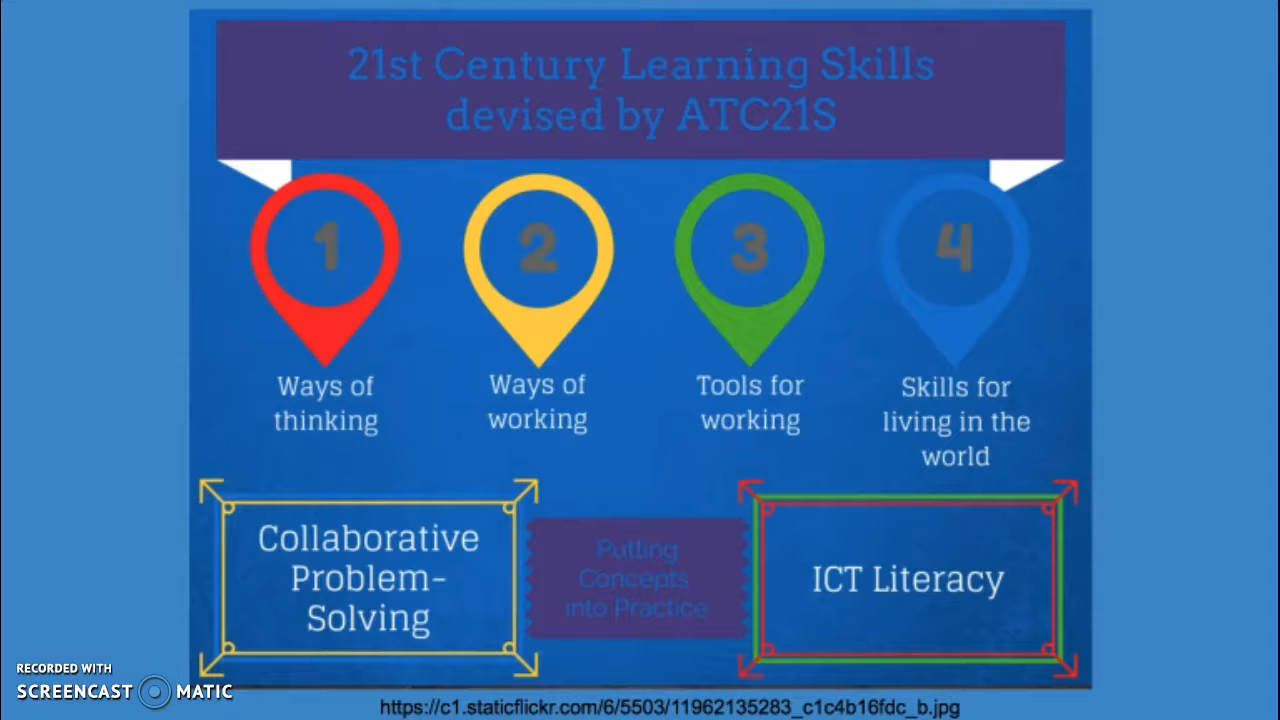 21st Century Learning Skills
devised by ATC21S
1
2
3
4
Ways of
thinking
Ways of
working
Tools for
working
Skills for
living in the
world
Collaborative
Problem-
Solving
Putting
Concepts
into Practice
ICT Literacy
RECORDED WITH
SCREENCAST MATIC
https://c1.staticflickr.com/6/5503/11962135283_c1c4b16fdc_b.jpg